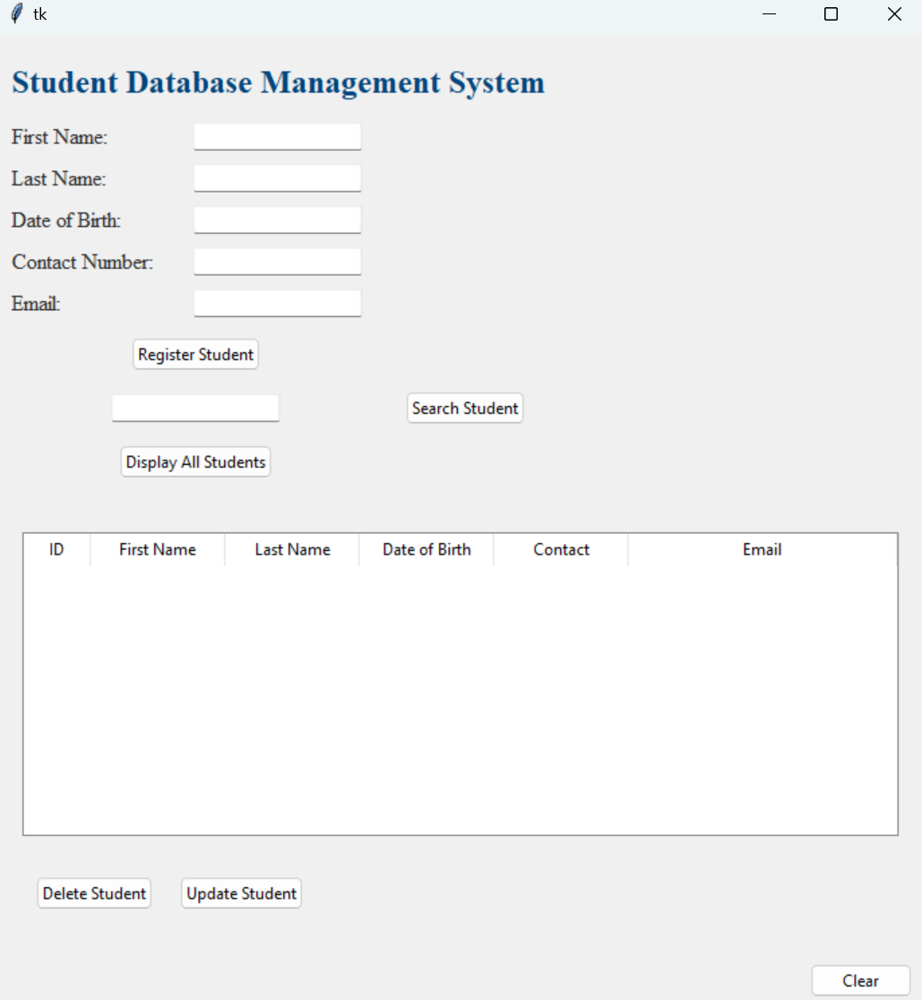 tk
Student Database Management System
First Name:
Last Name:
Date of Birth:
Contact Number:
Email:
Register Student
Search Student
Display All Students
ID First Name Last Name Date of Birth Contact Email
Delete Student Update Student
Clear